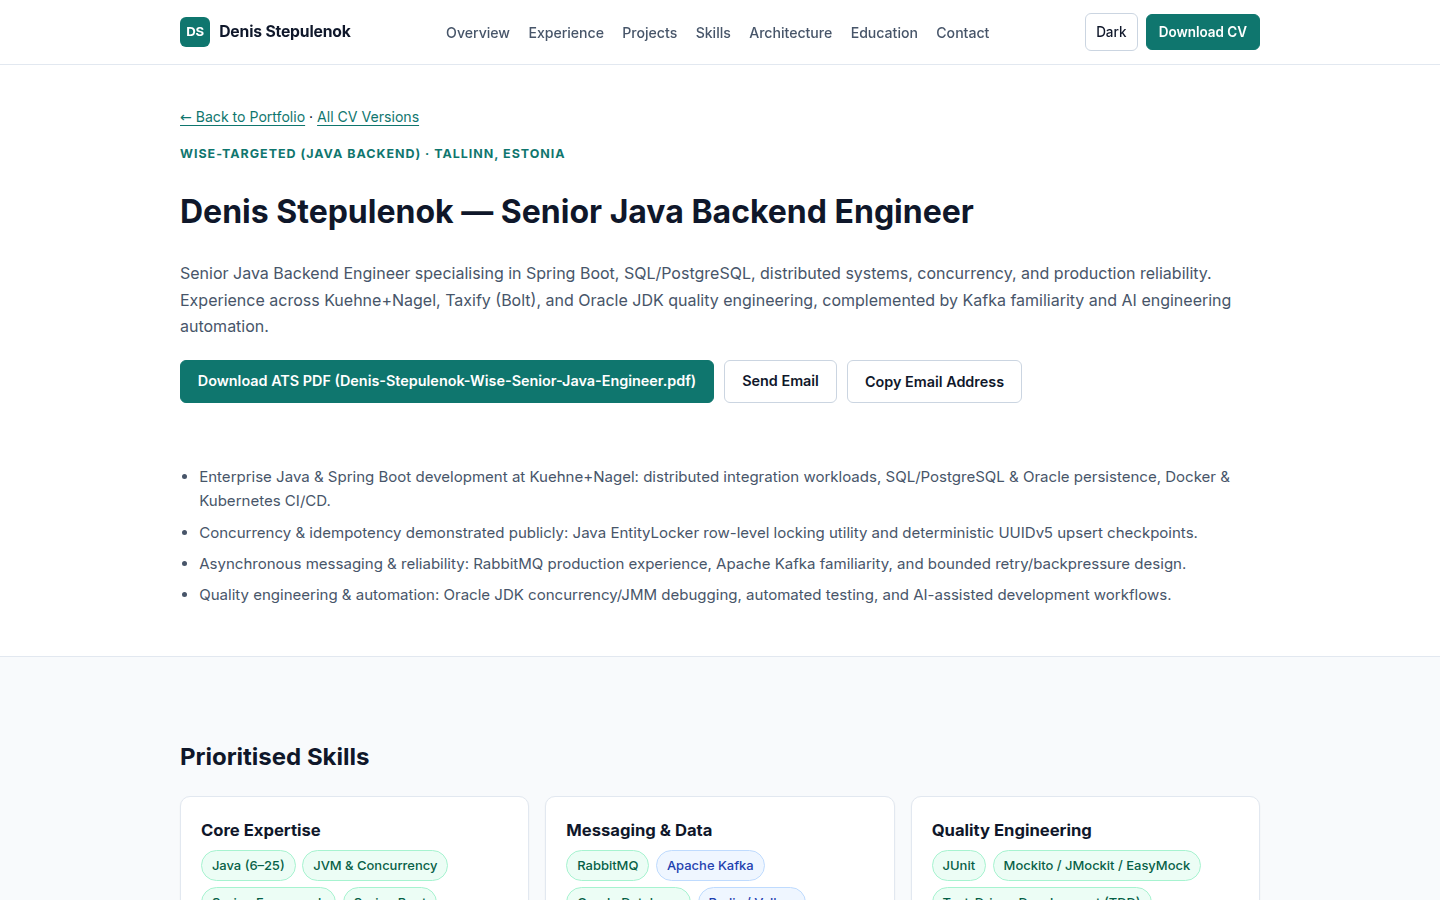 DS Denis Stepulenok Overview Experience Projects Skills Architecture Education Contact Dark Download CV
← Back to Portfolio · All CV Versions
WISE-TARGETED (JAVA BACKEND) · TALLINN, ESTONIA
Denis Stepulenok — Senior Java Backend Engineer
Senior Java Backend Engineer specialising in Spring Boot, SQL/PostgreSQL, distributed systems, concurrency, and production reliability.
Experience across Kuehne+Nagel, Taxify (Bolt), and Oracle JDK quality engineering, complemented by Kafka familiarity and AI engineering
automation.
Download ATS PDF (Denis-Stepulenok-Wise-Senior-Java-Engineer.pdf) Send Email Copy Email Address
• Enterprise Java & Spring Boot development at Kuehne+Nagel: distributed integration workloads, SQL/PostgreSQL & Oracle persistence, Docker &
Kubernetes CI/CD.
• Concurrency & idempotency demonstrated publicly: Java EntityLocker row-level locking utility and deterministic UUIDv5 upsert checkpoints.
• Asynchronous messaging & reliability: RabbitMQ production experience, Apache Kafka familiarity, and bounded retry/backpressure design.
• Quality engineering & automation: Oracle JDK concurrency/JMM debugging, automated testing, and AI-assisted development workflows.
Prioritised Skills
Core Expertise Messaging & Data Quality Engineering
Java (6–25) JVM & Concurrency RabbitMQ Apache Kafka JUnit Mockito / JMockit / EasyMock